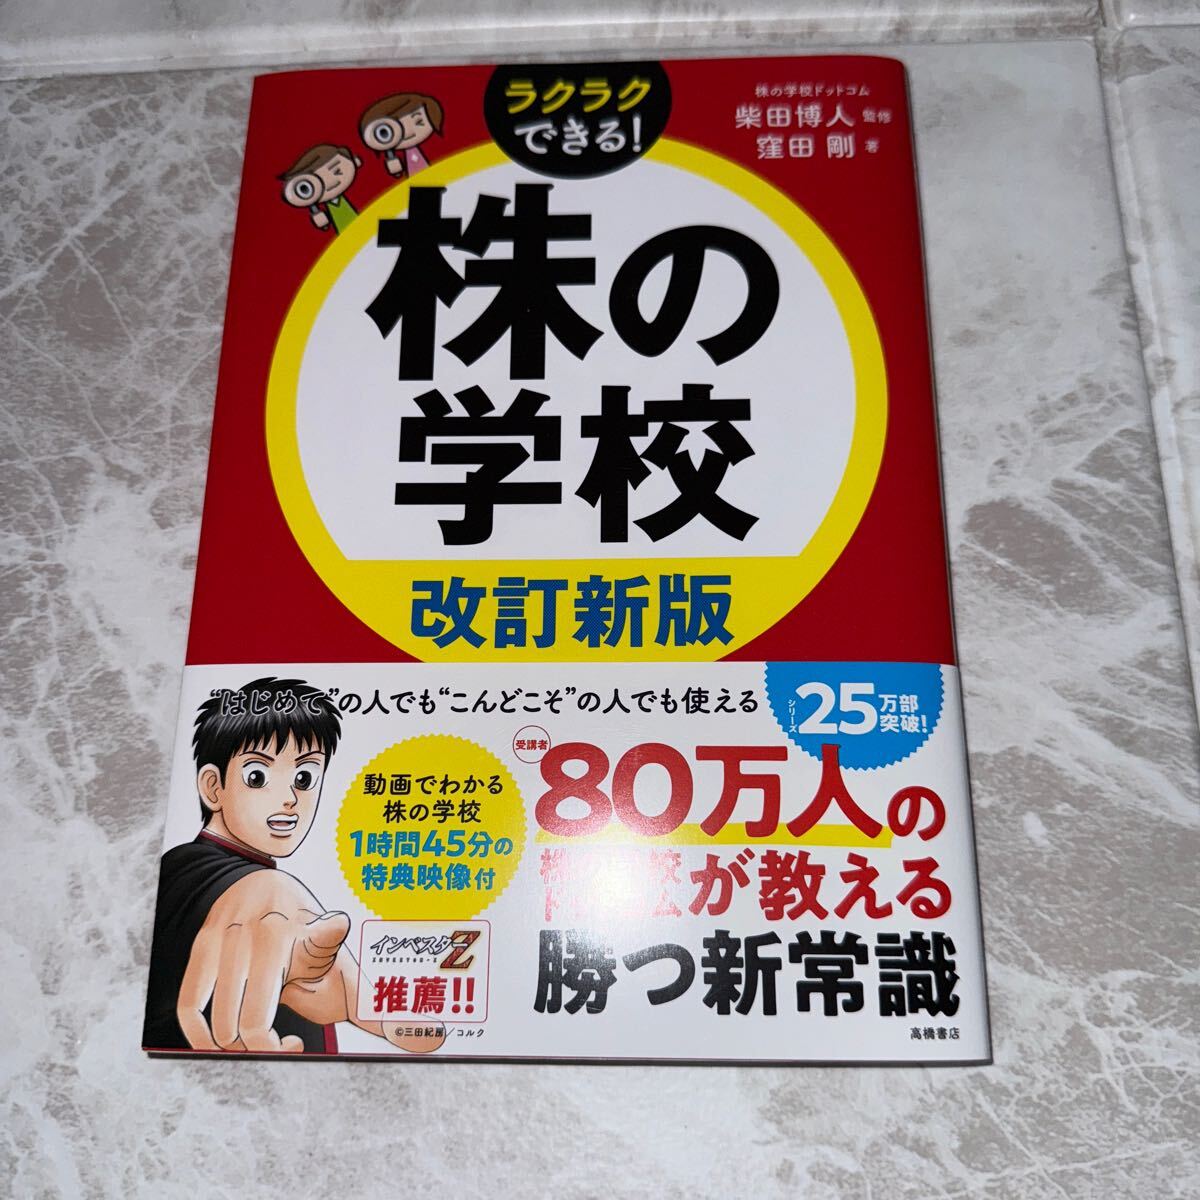 ラクラク
できる!
株の学校ドットコム
柴田博人 監修
窪田 剛 著
株の
学校
改訂新版
"はじめて"の人でも"こんどこそ"の人でも使える
シリーズ
25万部
突破!
動画でわかる
株の学校
1時間45分の
特典映像付
受講者
80万人の
が教える
勝つ新常識
インベスターZ
INVESTOR-Z
推薦!!
©三田紀房/コルク
高橋書店